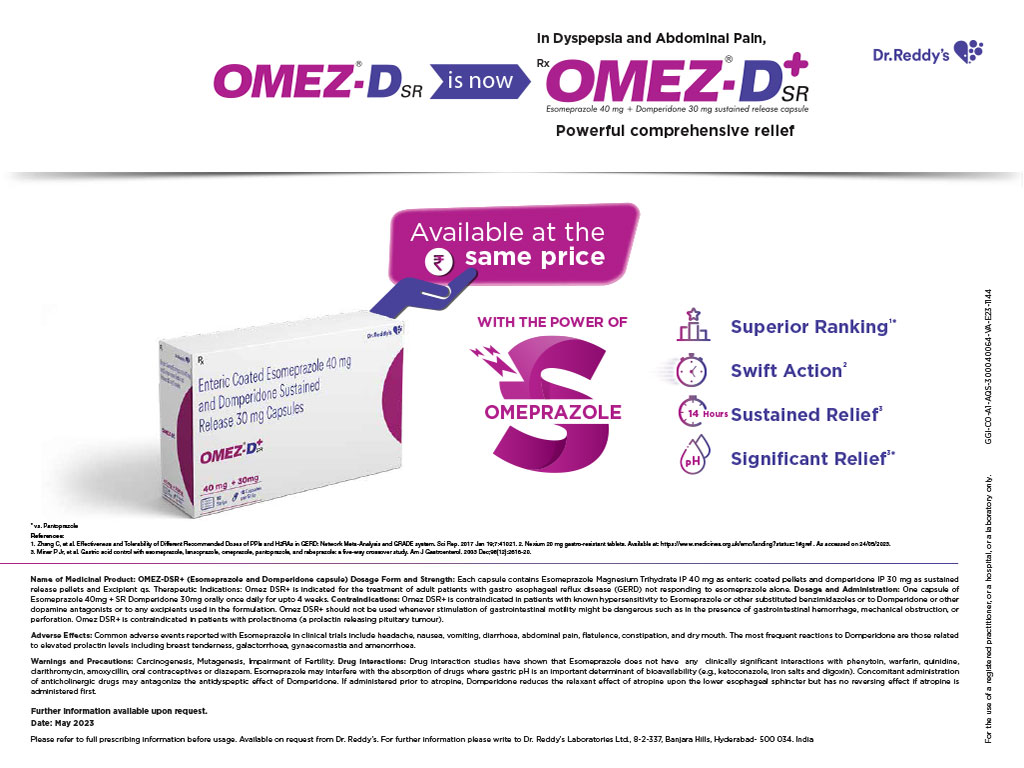 In Dyspepsia and Abdominal Pain,
OMEZ®-DSR is now Rx OMEZ®-D+SR
Dr.Reddy's
Esomeprazole 40 mg + Domperidone 30 mg sustained release capsule
Powerful comprehensive relief
Available at the
₹ same price
WITH THE POWER OF
S
OMEPRAZOLE
Superior Ranking1*
Swift Action2
14 Hours Sustained Relief3
pH Significant Relief3*
Dr.Reddy's
Rx
Enteric Coated Esomeprazole 40 mg
and Domperidone Sustained
Release 30 mg Capsules
OMEZ®-D+SR
40 mg + 30mg
* vs. Pantoprazole
References:
1. Zhang C, et al. Effectiveness and Tolerability of Different Recommended Doses of PPIs and H2RAs in GERD: Network Meta-Analysis and GRADE system. Sci Rep. 2017 Jan 19;7:41021. 2. Nexium 20 mg gastro-resistant tablets. Available at: https://www.medicines.org.uk/emc/landing?status=1#gref . As accessed on 24/05/2023.
3. Miner P Jr, et al. Gastric acid control with esomeprazole, lansoprazole, omeprazole, pantoprazole, and rabeprazole: a five-way crossover study. Am J Gastroenterol. 2003 Dec;98(12):2616-20.
Name of Medicinal Product: OMEZ-DSR+ (Esomeprazole and Domperidone capsule) Dosage Form and Strength: Each capsule contains Esomeprazole Magnesium Trihydrate IP 40 mg as enteric coated pellets and domperidone IP 30 mg as sustained
release pellets and Excipient qs. Therapeutic Indications: Omez DSR+ is indicated for the treatment of adult patients with gastro esophageal reflux disease (GERD) not responding to esomeprazole alone. Dosage and Administration: One capsule of
Esomeprazole 40mg + SR Domperidone 30mg orally once daily for upto 4 weeks. Contraindications: Omez DSR+ is contraindicated in patients with known hypersensitivity to Esomeprazole or other substituted benzimidazoles or to Domperidone or other
dopamine antagonists or to any excipients used in the formulation. Omez DSR+ should not be used whenever stimulation of gastrointestinal motility might be dangerous such as in the presence of gastrointestinal hemorrhage, mechanical obstruction, or
perforation. Omez DSR+ is contraindicated in patients with prolactinoma (a prolactin releasing pituitary tumour).
Adverse Effects: Common adverse events reported with Esomeprazole in clinical trials include headache, nausea, vomiting, diarrhoea, abdominal pain, flatulence, constipation, and dry mouth. The most frequent reactions to Domperidone are those related
to elevated prolactin levels including breast tenderness, galactorrhoea, gynaecomastia and amenorrhoea.
Warnings and Precautions: Carcinogenesis, Mutagenesis, Impairment of Fertility. Drug Interactions: Drug interaction studies have shown that Esomeprazole does not have any clinically significant interactions with phenytoin, warfarin, quinidine,
clarithromycin, amoxycillin, oral contraceptives or diazepam. Esomeprazole may interfere with the absorption of drugs where gastric pH is an important determinant of bioavailability (e.g., ketoconazole, iron salts and digoxin). Concomitant administration
of anticholinergic drugs may antagonize the antidyspeptic effect of Domperidone. If administered prior to atropine, Domperidone reduces the relaxant effect of atropine upon the lower esophageal sphincter but has no reversing effect if atropine is
administered first.
Further information available upon request.
Date: May 2023
Please refer to full prescribing information before usage. Available on request from Dr. Reddy's. For further information please write to Dr. Reddy's Laboratories Ltd., 8-2-337, Banjara Hills, Hyderabad- 500 034. India
For the use of a registered practitioner, or a hospital, or a laboratory only. GGI-CO-A1-AQS-300040064-VA-E23-1144